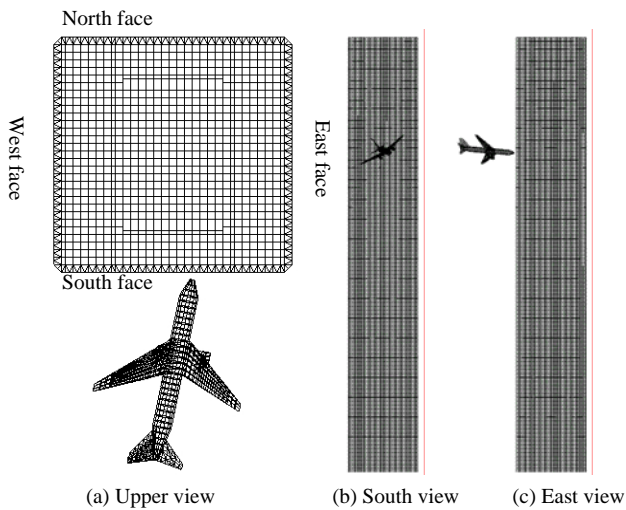 North face
West face
East face
South face
(a) Upper view
(b) South view
(c) East view